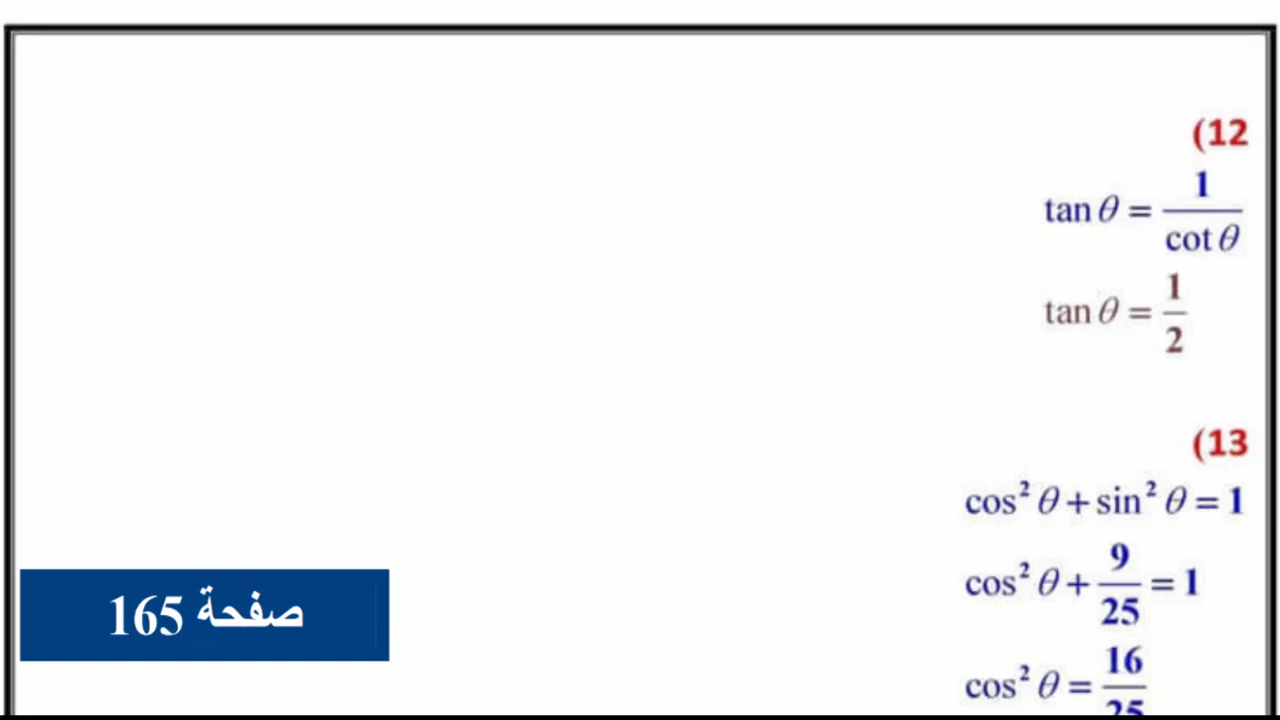 (12
tan θ = 1/cot θ
tan θ = 1/2
(13
cos² θ + sin² θ = 1
cos² θ + 9/25 = 1
cos² θ = 16/25
صفحة 165